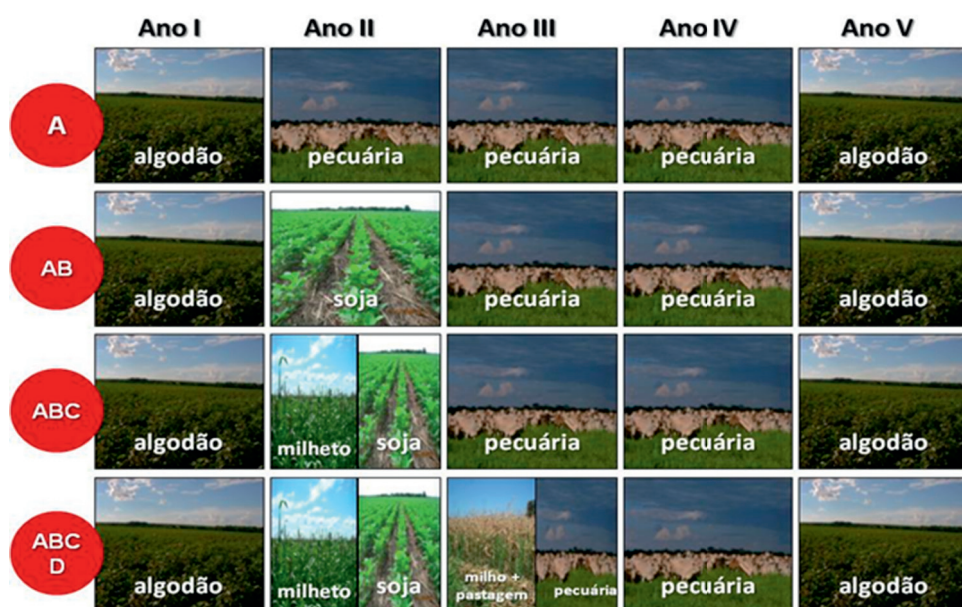 Ano I Ano II Ano III Ano IV Ano V
A
algodão pecuária pecuária pecuária algodão
AB
algodão soja pecuária pecuária algodão
ABC
algodão milheto soja pecuária pecuária algodão
ABC
D
algodão milheto soja milho +
pastagem pecuária pecuária algodão